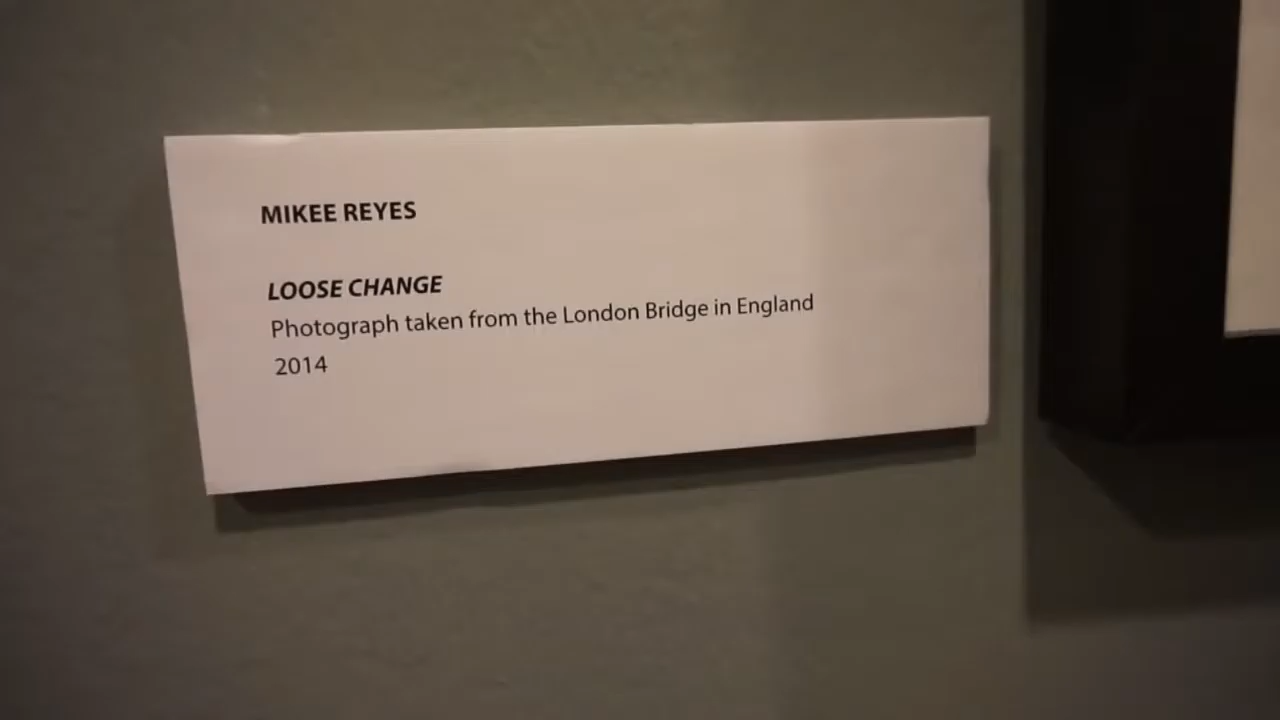 MIKEE REYES
LOOSE CHANGE
Photograph taken from the London Bridge in England
2014